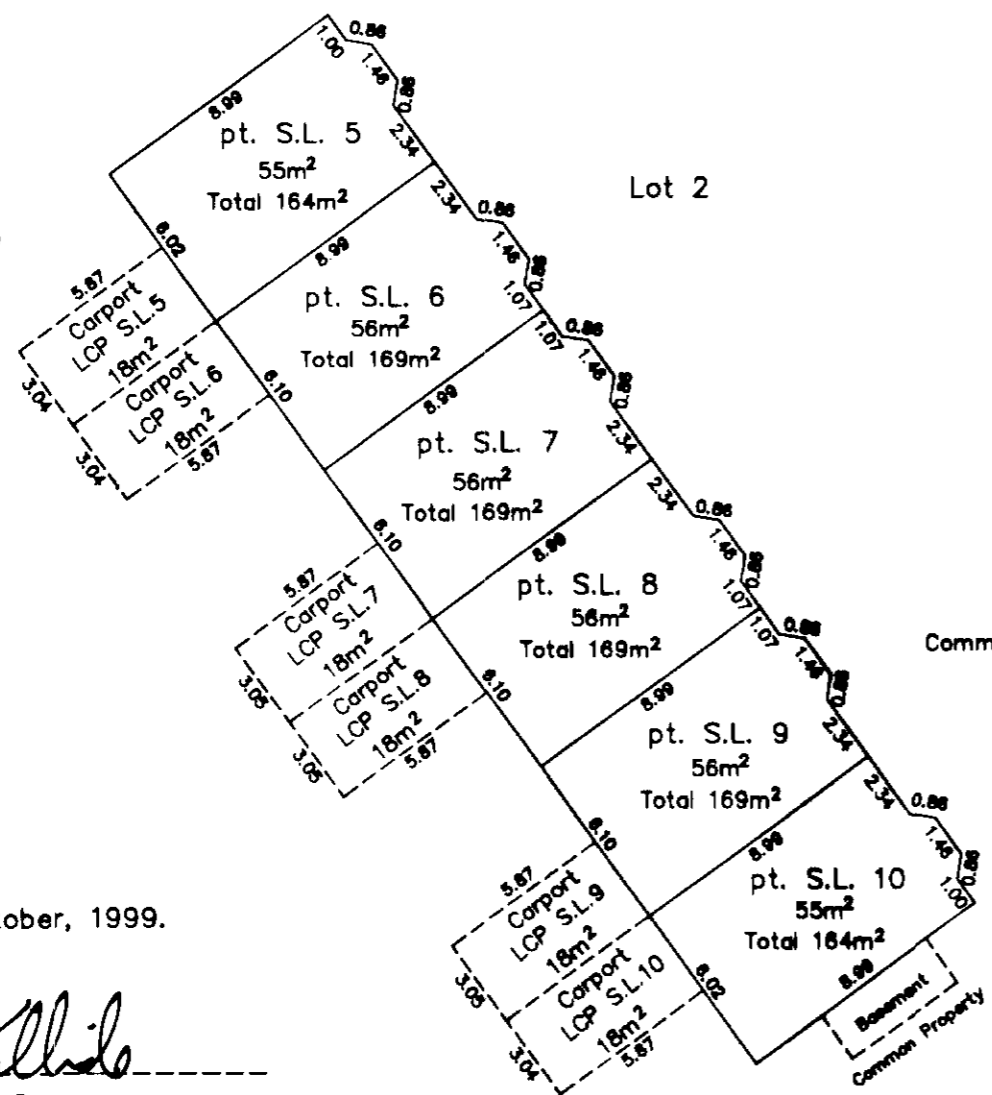 0.86
1.00
1.46
0.86
8.99
pt. S.L. 5
55m²
Total 164m²
2.34
Lot 2
2.34
0.86
1.46
0.86
6.02
8.99
5.87
Carport
LCP S.L.5
18m²
3.04
pt. S.L. 6
56m²
Total 169m²
1.07
1.07
0.86
1.46
0.86
Carport
LCP S.L.6
18m²
3.04
5.87
6.10
8.99
pt. S.L. 7
56m²
Total 169m²
2.34
2.34
0.86
1.46
0.86
6.10
8.99
5.87
Carport
LCP S.L.7
18m²
3.05
pt. S.L. 8
56m²
Total 169m²
1.07
1.07
0.86
1.46
0.86
Comm
Carport
LCP S.L.8
18m²
3.05
5.87
6.10
8.99
pt. S.L. 9
56m²
Total 169m²
2.34
2.34
0.86
1.46
0.86
1.00
6.10
8.99
5.87
Carport
LCP S.L.9
18m²
3.05
pt. S.L. 10
55m²
Total 164m²
ober, 1999.
Carport
LCP S.L.10
18m²
3.04
5.87
6.02
8.99
Basement
Common Property